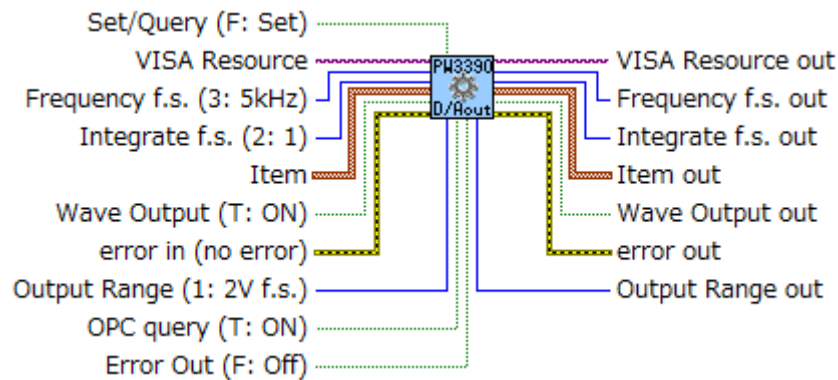 Set/Query (F: Set)
VISA Resource
PW3390
VISA Resource out
Frequency f.s. (3: 5kHz)
Frequency f.s. out
Integrate f.s. (2: 1)
D/Aout
Integrate f.s. out
Item
Item out
Wave Output (T: ON)
Wave Output out
error in (no error)
error out
Output Range (1: 2V f.s.)
Output Range out
OPC query (T: ON)
Error Out (F: Off)